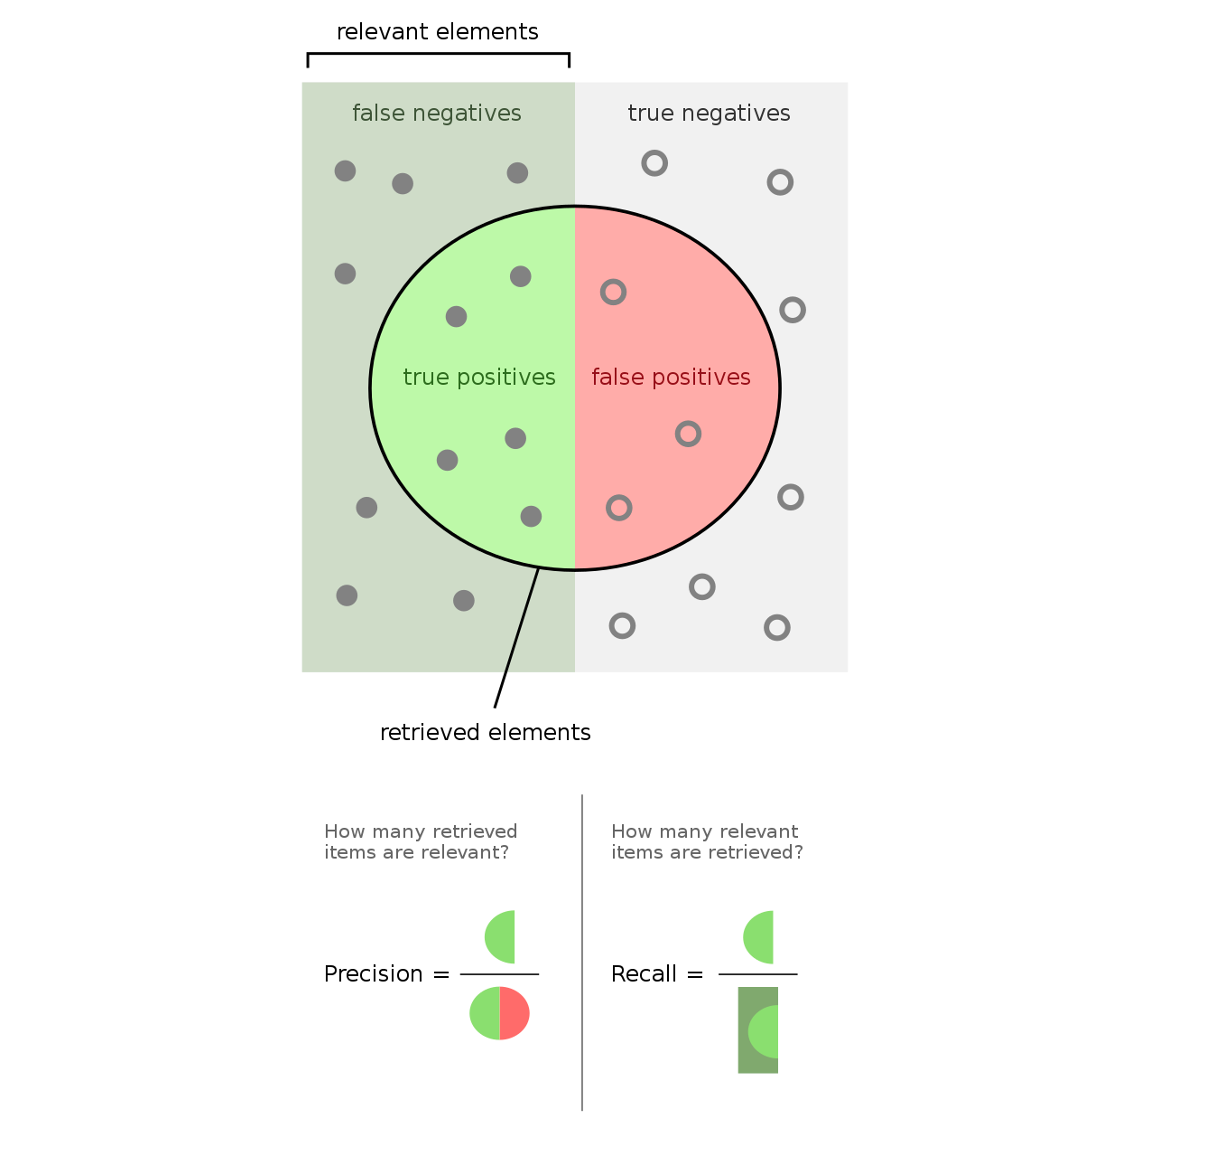 relevant elements
false negatives
true negatives
true positives
false positives
retrieved elements
How many retrieved
items are relevant?
How many relevant
items are retrieved?
Precision =
Recall =